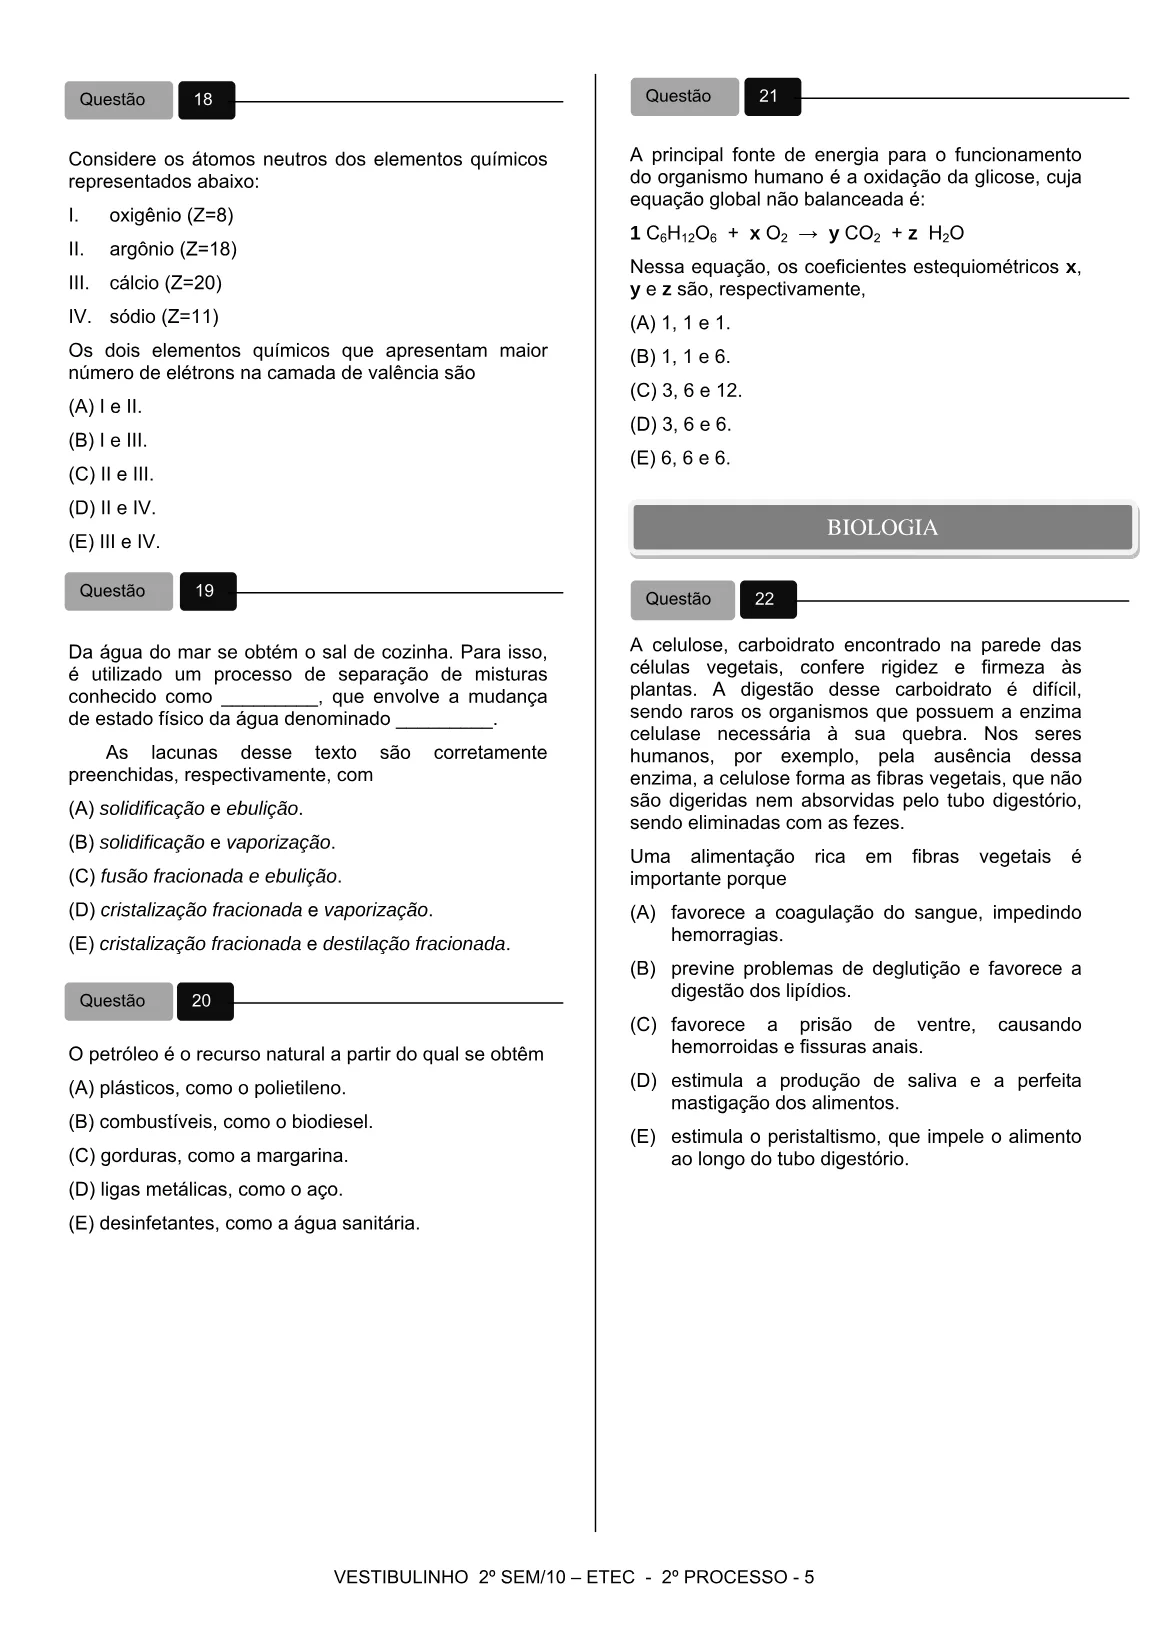 Questão 18
Considere os átomos neutros dos elementos químicos
representados abaixo:
I. oxigênio (Z=8)
II. argônio (Z=18)
III. cálcio (Z=20)
IV. sódio (Z=11)
Os dois elementos químicos que apresentam maior
número de elétrons na camada de valência são
(A) I e II.
(B) I e III.
(C) II e III.
(D) II e IV.
(E) III e IV.
Questão 19
Da água do mar se obtém o sal de cozinha. Para isso,
é utilizado um processo de separação de misturas
conhecido como _________, que envolve a mudança
de estado físico da água denominado _________.
As lacunas desse texto são corretamente
preenchidas, respectivamente, com
(A) solidificação e ebulição.
(B) solidificação e vaporização.
(C) fusão fracionada e ebulição.
(D) cristalização fracionada e vaporização.
(E) cristalização fracionada e destilação fracionada.
Questão 20
O petróleo é o recurso natural a partir do qual se obtêm
(A) plásticos, como o polietileno.
(B) combustíveis, como o biodiesel.
(C) gorduras, como a margarina.
(D) ligas metálicas, como o aço.
(E) desinfetantes, como a água sanitária.
Questão 21
A principal fonte de energia para o funcionamento
do organismo humano é a oxidação da glicose, cuja
equação global não balanceada é:
1 C₆H₁₂O₆ + x O₂ → y CO₂ + z H₂O
Nessa equação, os coeficientes estequiométricos x,
y e z são, respectivamente,
(A) 1, 1 e 1.
(B) 1, 1 e 6.
(C) 3, 6 e 12.
(D) 3, 6 e 6.
(E) 6, 6 e 6.
BIOLOGIA
Questão 22
A celulose, carboidrato encontrado na parede das
células vegetais, confere rigidez e firmeza às
plantas. A digestão desse carboidrato é difícil,
sendo raros os organismos que possuem a enzima
celulase necessária à sua quebra. Nos seres
humanos, por exemplo, pela ausência dessa
enzima, a celulose forma as fibras vegetais, que não
são digeridas nem absorvidas pelo tubo digestório,
sendo eliminadas com as fezes.
Uma alimentação rica em fibras vegetais é
importante porque
(A) favorece a coagulação do sangue, impedindo
hemorragias.
(B) previne problemas de deglutição e favorece a
digestão dos lipídios.
(C) favorece a prisão de ventre, causando
hemorroidas e fissuras anais.
(D) estimula a produção de saliva e a perfeita
mastigação dos alimentos.
(E) estimula o peristaltismo, que impele o alimento
ao longo do tubo digestório.
VESTIBULINHO 2º SEM/10 – ETEC - 2º PROCESSO - 5